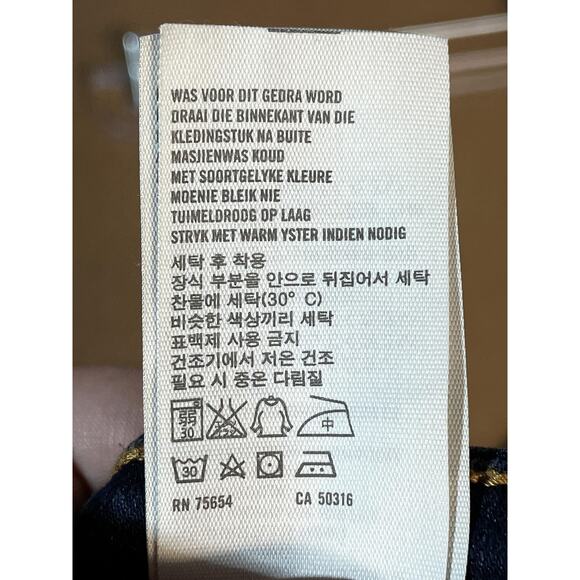 WAS VOOR DIT GEDRA WORD
DRAAI DIE BINNEKANT VAN DIE
KLEDINGSTUK NA BUITE
MASJIENWAS KOUD
MET SOORTGELYKE KLEURE
MOENIE BLEIK NIE
TUIMELDROOG OP LAAG
STRYK MET WARM YSTER INDIEN NODIG
세탁 후 착용
장식 부분을 안으로 뒤집어서 세탁
찬물에 세탁(30° C)
비슷한 색상끼리 세탁
표백제 사용 금지
건조기에서 저온 건조
필요 시 중온 다림질
弱 中
30
30
RN 75654 CA 50316